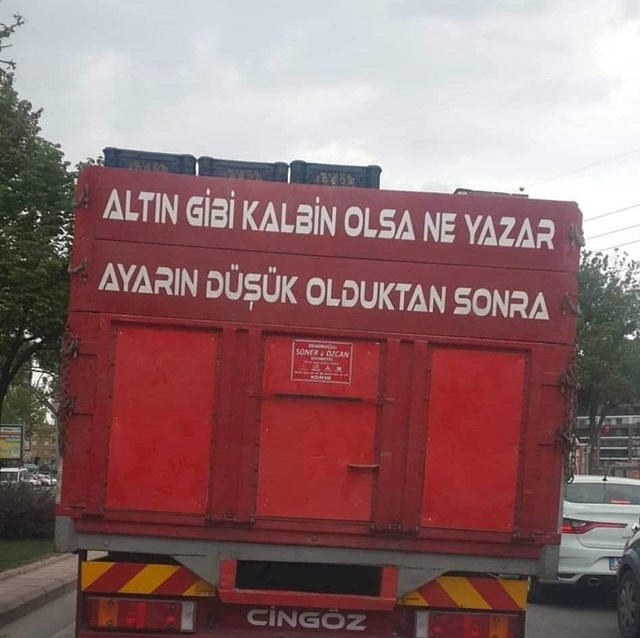 ALTIN GİBİ KALBİN OLSA NE YAZAR
AYARIN DÜŞÜK OLDUKTAN SONRA
SONER & ÖZCAN
KONYA
CİNGÖZ